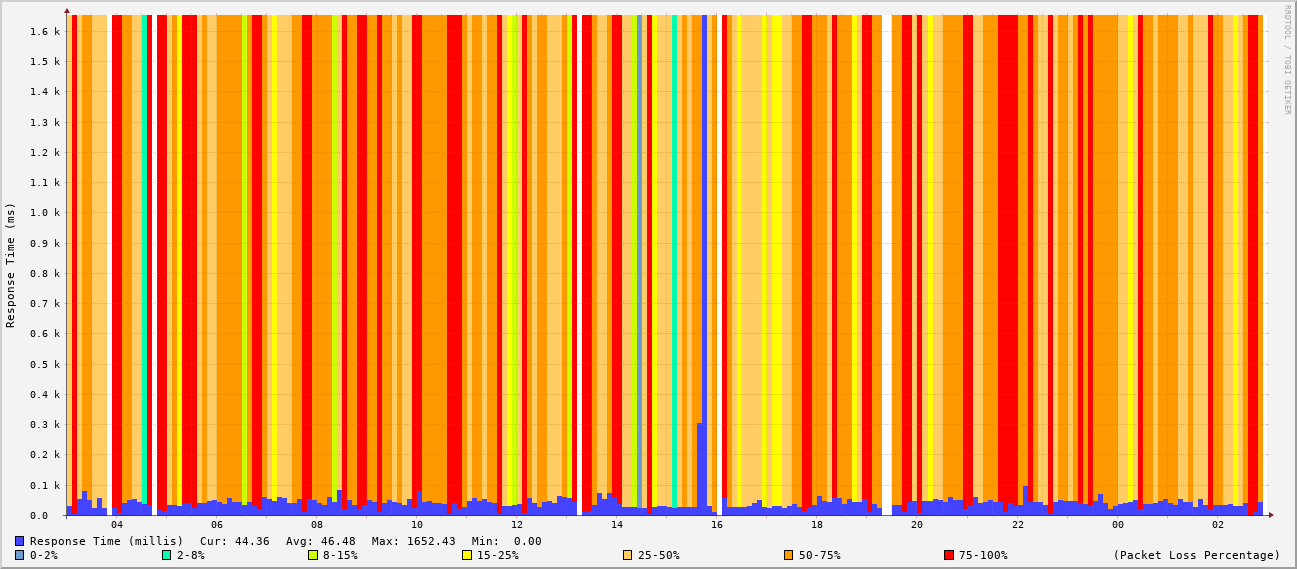 RRDTOOL / TOBI OETIKER
Response Time (ms)
1.6 k
1.5 k
1.4 k
1.3 k
1.2 k
1.1 k
1.0 k
0.9 k
0.8 k
0.7 k
0.6 k
0.5 k
0.4 k
0.3 k
0.2 k
0.1 k
0.0
04 06 08 10 12 14 16 18 20 22 00 02
Response Time (millis) Cur: 44.36 Avg: 46.48 Max: 1652.43 Min: 0.00
0-2% 2-8% 8-15% 15-25% 25-50% 50-75% 75-100% (Packet Loss Percentage)